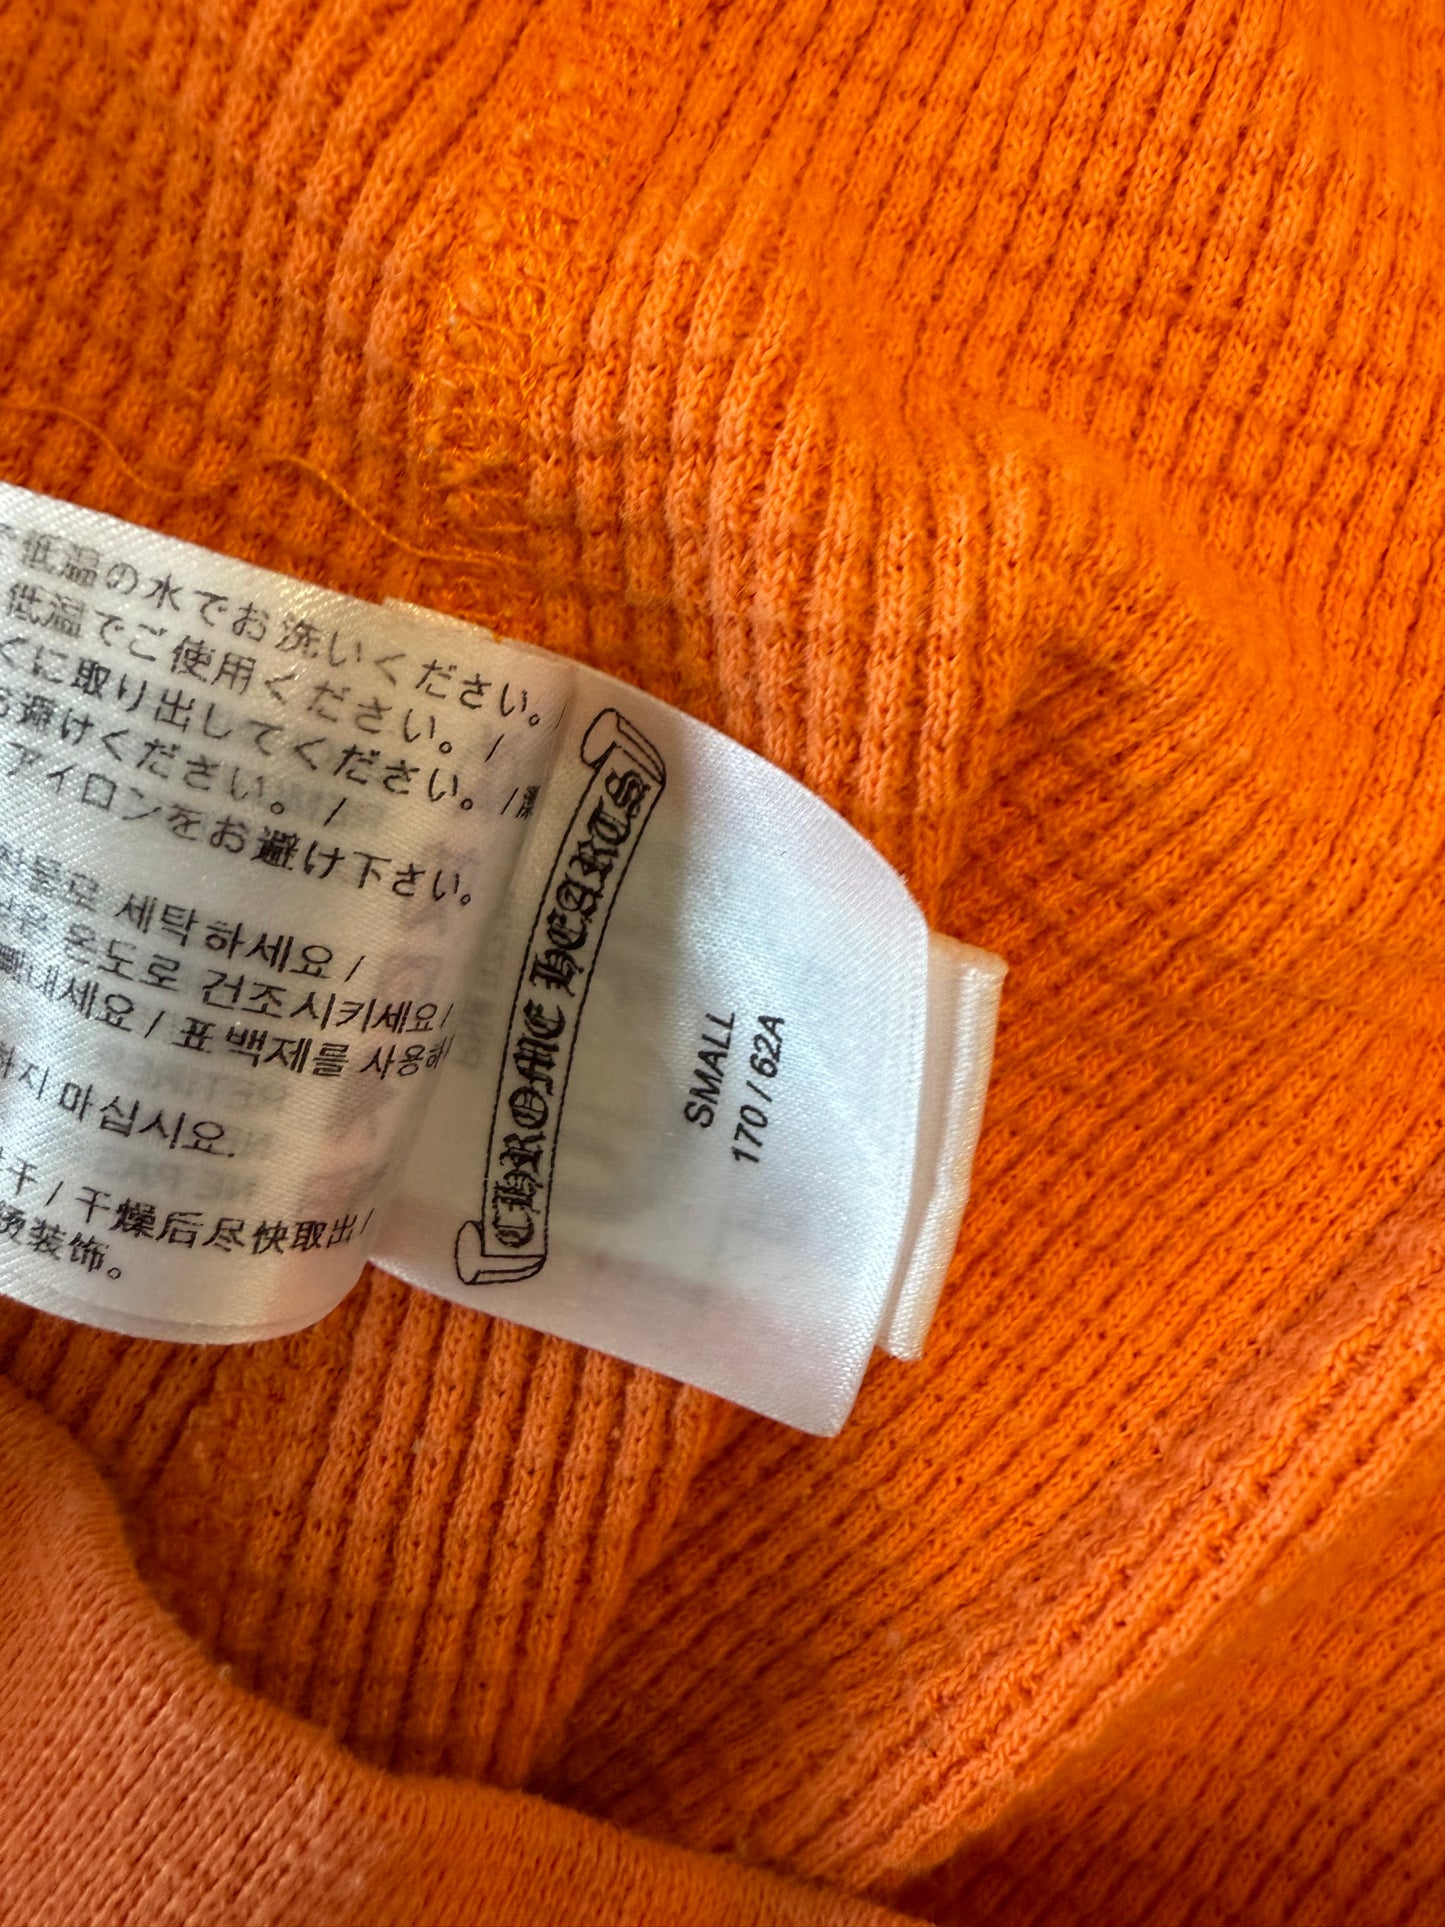 低温の水でお洗いください。/
低温でご使用ください。/
くに取り出してください。/
避けください。/
アイロンをお避け下さい。
세탁하세요 /
온도로 건조시키세요/
빼내세요 / 표백제를 사용하
하지 마십시요.
干 / 干燥后尽快取出/
烫装饰。
CHROME HEARTS
SMALL
170 / 62A